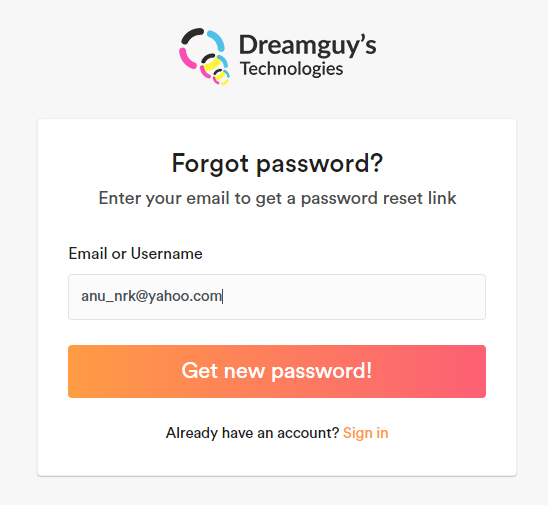 Dreamguy's
Technologies
Forgot password?
Enter your email to get a password reset link
Email or Username
anu_nrk@yahoo.com
Get new password!
Already have an account? Sign in